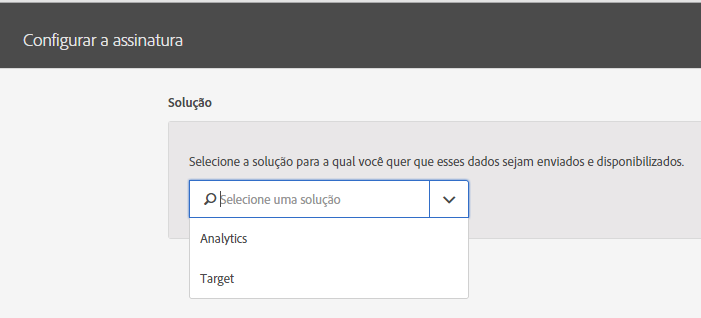 Configurar a assinatura
Solução
Selecione a solução para a qual você quer que esses dados sejam enviados e disponibilizados.
Selecione uma solução
Analytics
Target